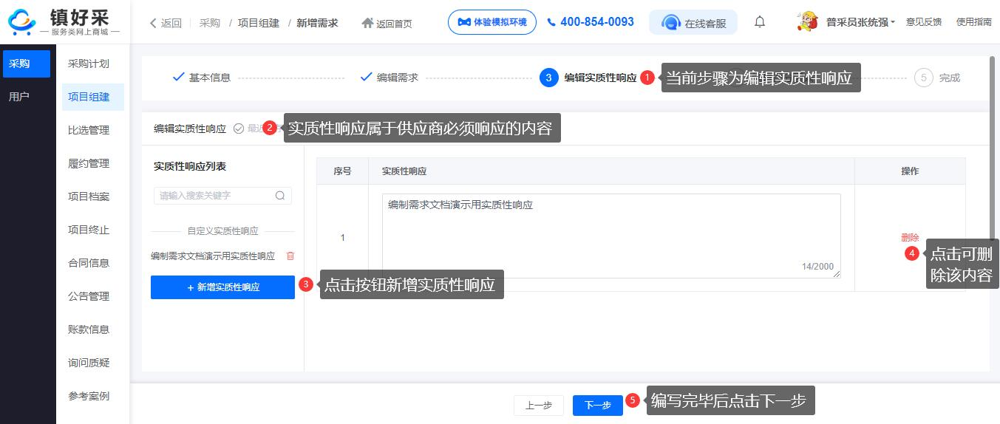 镇好采
服务类网上商城
返回 采购 / 项目组建 / 新增需求 返回首页 体验模拟环境 400-854-0093 在线客服 普采员张统强 意见反馈 使用指南
采购
用户
采购计划
项目组建
比选管理
履约管理
项目档案
项目终止
合同信息
公告管理
账款信息
询问质疑
参考案例
基本信息 编辑需求 3 编辑实质性响应 1 当前步骤为编辑实质性响应 5 完成
编辑实质性响应 最近 2 实质性响应属于供应商必须响应的内容
实质性响应列表
请输入搜索关键字
自定义实质性响应
编制需求文档演示用实质性响应
+ 新增实质性响应 3 点击按钮新增实质性响应
序号 实质性响应 操作
1 编制需求文档演示用实质性响应 删除
14/2000
4 点击可删
除该内容
上一步 下一步 5 编写完毕后点击下一步